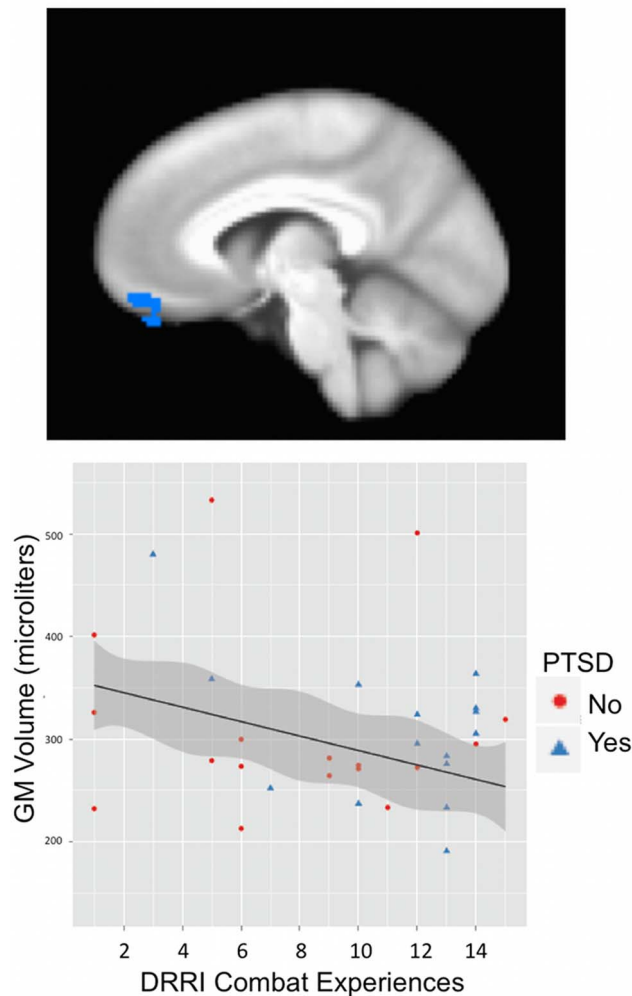 GM Volume (microliters)
500
400
300
200
2 4 6 8 10 12 14
DRRI Combat Experiences
PTSD
No
Yes